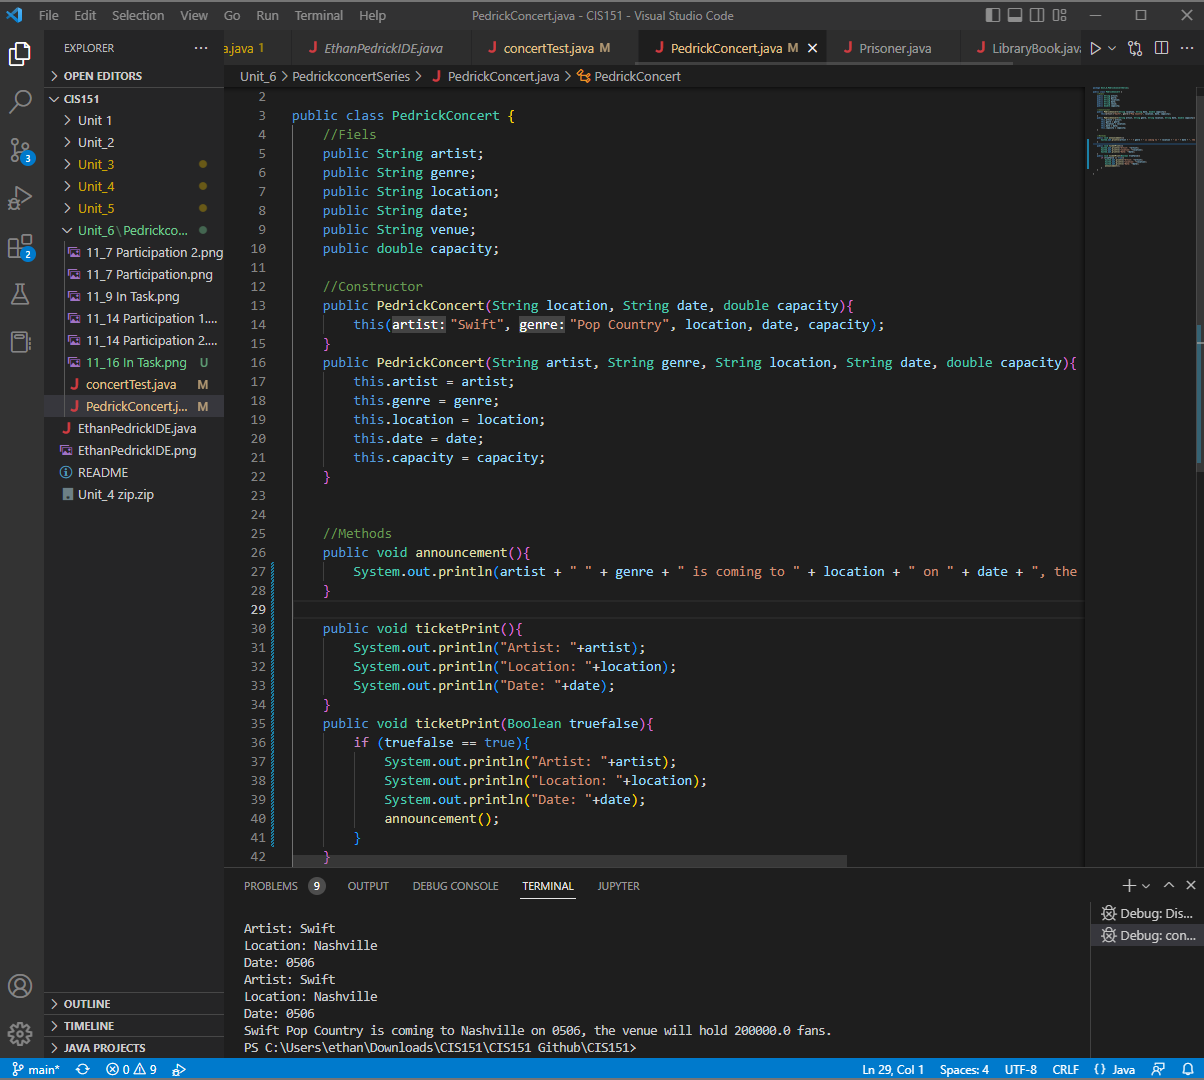 File Edit Selection View Go Run Terminal Help PedrickConcert.java - CIS151 - Visual Studio Code
EXPLORER ···
a.java 1 EthanPedrickIDE.java concertTest.java M PedrickConcert.java M Prisoner.java LibraryBook.java
Unit_6 > PedrickconcertSeries > PedrickConcert.java > PedrickConcert
OPEN EDITORS
CIS151
Unit 1
Unit_2
Unit_3
Unit_4
Unit_5
Unit_6\Pedrickco...
11_7 Participation 2.png
11_7 Participation.png
11_9 In Task.png
11_14 Participation 1....
11_14 Participation 2....
11_16 In Task.png U
concertTest.java M
PedrickConcert.j... M
EthanPedrickIDE.java
EthanPedrickIDE.png
README
Unit_4 zip.zip
3
2
OUTLINE
TIMELINE
JAVA PROJECTS
2
3 public class PedrickConcert {
4 //Fiels
5 public String artist;
6 public String genre;
7 public String location;
8 public String date;
9 public String venue;
10 public double capacity;
11
12 //Constructor
13 public PedrickConcert(String location, String date, double capacity){
14 this(artist: "Swift", genre: "Pop Country", location, date, capacity);
15 }
16 public PedrickConcert(String artist, String genre, String location, String date, double capacity){
17 this.artist = artist;
18 this.genre = genre;
19 this.location = location;
20 this.date = date;
21 this.capacity = capacity;
22 }
23
24
25 //Methods
26 public void announcement(){
27 System.out.println(artist + " " + genre + " is coming to " + location + " on " + date + ", the
28 }
29
30 public void ticketPrint(){
31 System.out.println("Artist: "+artist);
32 System.out.println("Location: "+location);
33 System.out.println("Date: "+date);
34 }
35 public void ticketPrint(Boolean truefalse){
36 if (truefalse == true){
37 System.out.println("Artist: "+artist);
38 System.out.println("Location: "+location);
39 System.out.println("Date: "+date);
40 announcement();
41 }
42 }
PROBLEMS 9 OUTPUT DEBUG CONSOLE TERMINAL JUPYTER
Artist: Swift
Location: Nashville
Date: 0506
Artist: Swift
Location: Nashville
Date: 0506
Swift Pop Country is coming to Nashville on 0506, the venue will hold 200000.0 fans.
PS C:\Users\ethan\Downloads\CIS151\CIS151 Github\CIS151>
Debug: Dis...
Debug: con...
main* 0 9 Ln 29, Col 1 Spaces: 4 UTF-8 CRLF {} Java